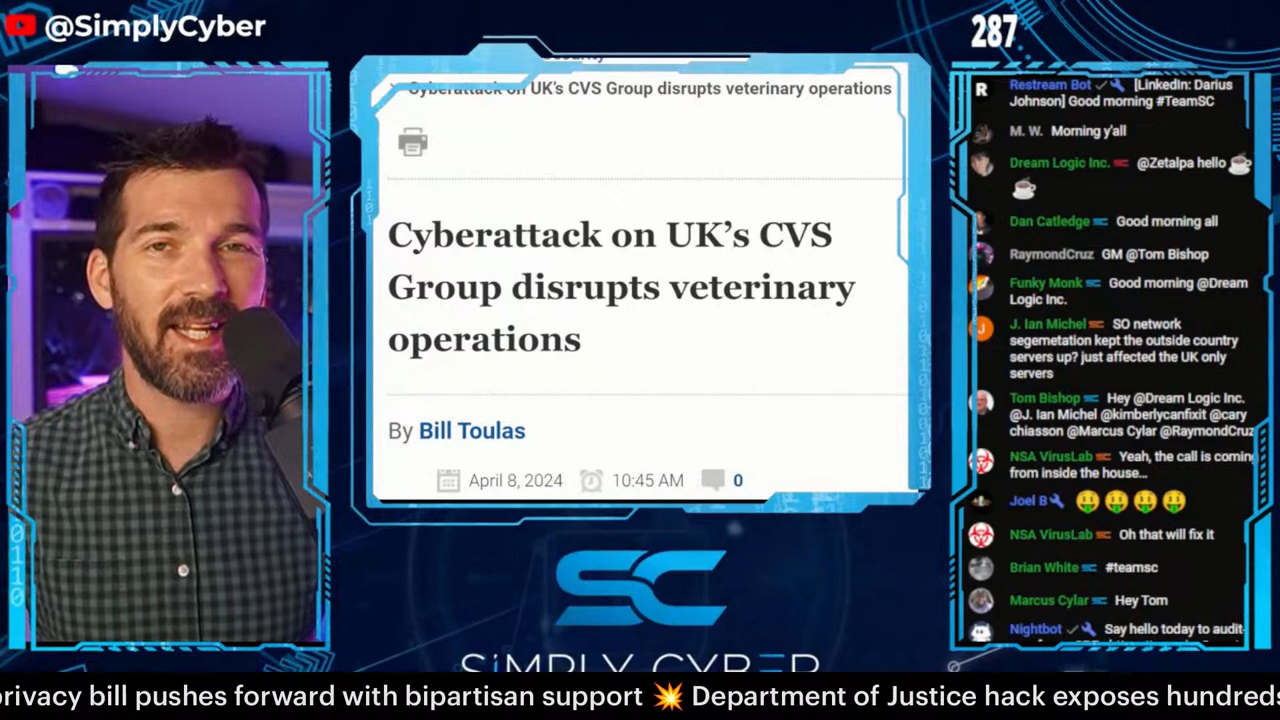 @SimplyCyber
287
Security
Cyberattack on UK's CVS Group disrupts veterinary operations
Cyberattack on UK's CVS
Group disrupts veterinary
operations
By Bill Toulas
April 8, 2024 10:45 AM 0
SC
SIMPLY CYBER
R
Restream Bot [LinkedIn: Darius
Johnson] Good morning #TeamSC
M. W. Morning y'all
Dream Logic Inc. @Zetalpa hello ☕
☕
Dan Catledge Good morning all
RaymondCruz GM @Tom Bishop
Funky Monk Good morning @Dream
Logic Inc.
J
J. Ian Michel SO network
segemetation kept the outside country
servers up? just affected the UK only
servers
Tom Bishop Hey @Dream Logic Inc.
@J. Ian Michel @kimberlycanfixit @cary
chiasson @Marcus Cylar @RaymondCruz
NSA VirusLab Yeah, the call is coming
from inside the house...
Joel B 🤑🤑🤑🤑
NSA VirusLab Oh that will fix it
Brian White #teamsc
Marcus Cylar Hey Tom
Nightbot Say hello today to audit-
privacy bill pushes forward with bipartisan support 💥 Department of Justice hack exposes hundreds